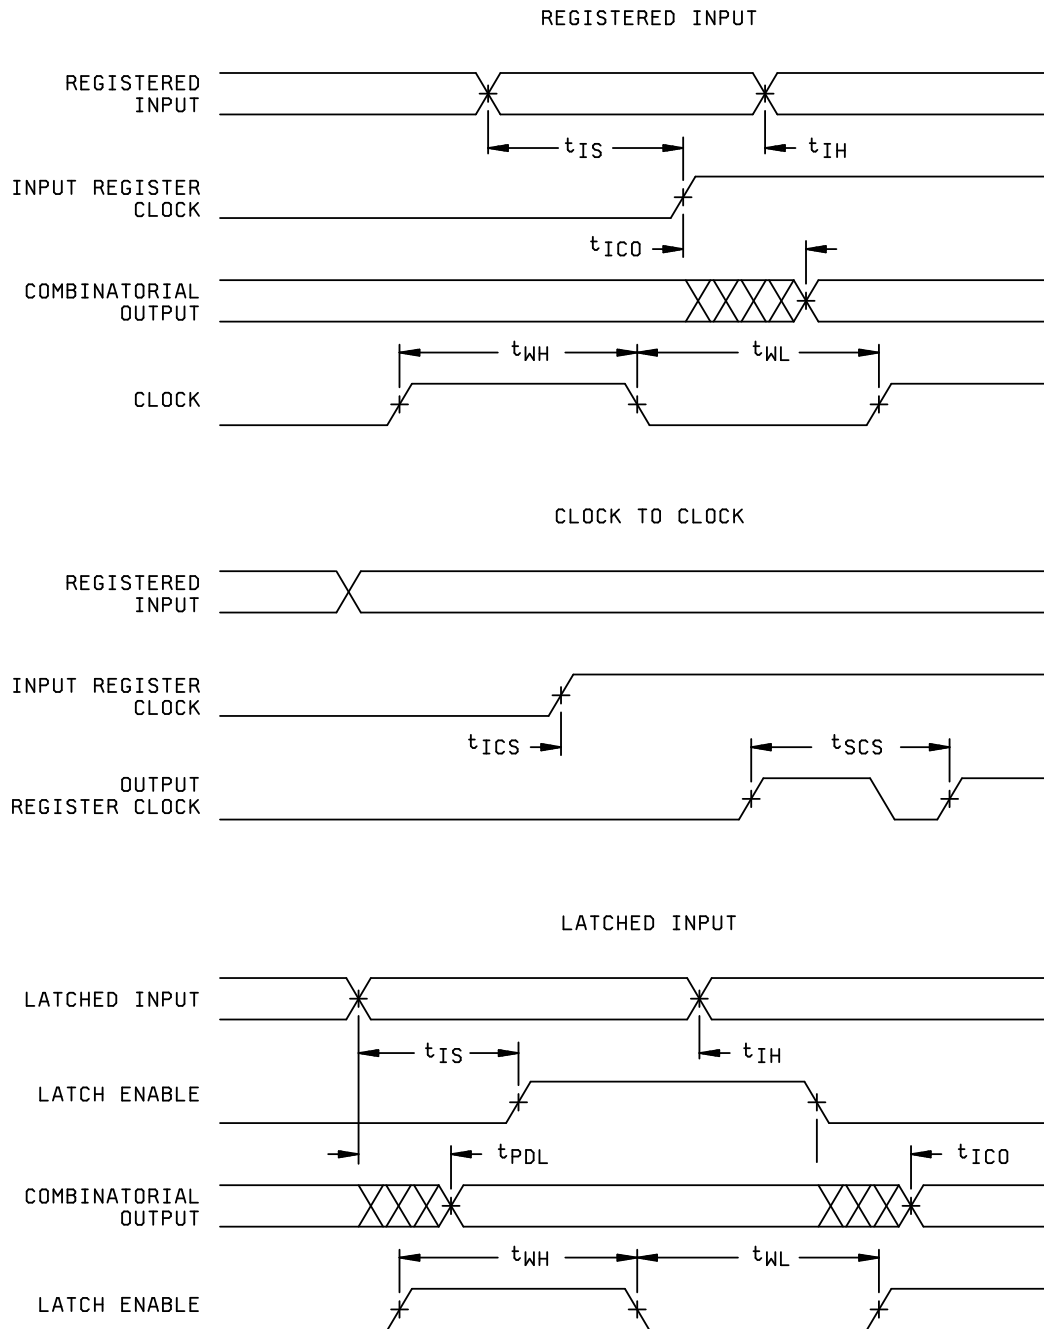 REGISTERED INPUT
REGISTERED
INPUT
tIS
tIH
INPUT REGISTER
CLOCK
tICO
COMBINATORIAL
OUTPUT
tWH
tWL
CLOCK
CLOCK TO CLOCK
REGISTERED
INPUT
INPUT REGISTER
CLOCK
tICS
tSCS
OUTPUT
REGISTER CLOCK
LATCHED INPUT
LATCHED INPUT
tIS
tIH
LATCH ENABLE
tPDL
tICO
COMBINATORIAL
OUTPUT
tWH
tWL
LATCH ENABLE